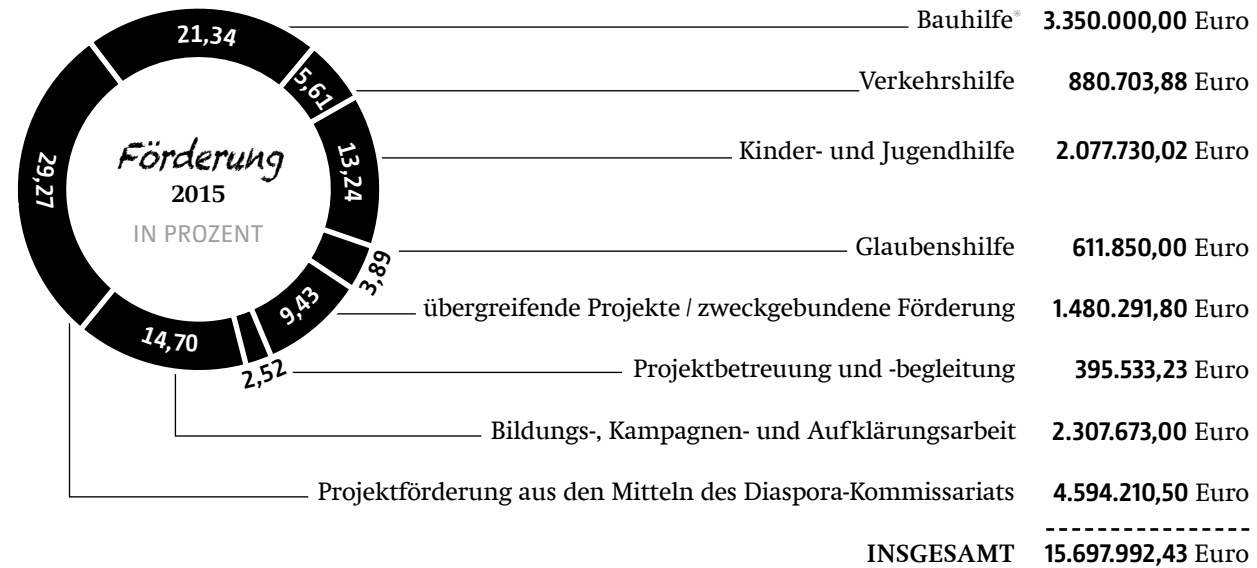 Förderung
2015
IN PROZENT
21,34
5,61
13,24
3,89
9,43
2,52
14,70
29,27
Bauhilfe* 3.350.000,00 Euro
Verkehrshilfe 880.703,88 Euro
Kinder- und Jugendhilfe 2.077.730,02 Euro
Glaubenshilfe 611.850,00 Euro
übergreifende Projekte / zweckgebundene Förderung 1.480.291,80 Euro
Projektbetreuung und -begleitung 395.533,23 Euro
Bildungs-, Kampagnen- und Aufklärungsarbeit 2.307.673,00 Euro
Projektförderung aus den Mitteln des Diaspora-Kommissariats 4.594.210,50 Euro
INSGESAMT 15.697.992,43 Euro